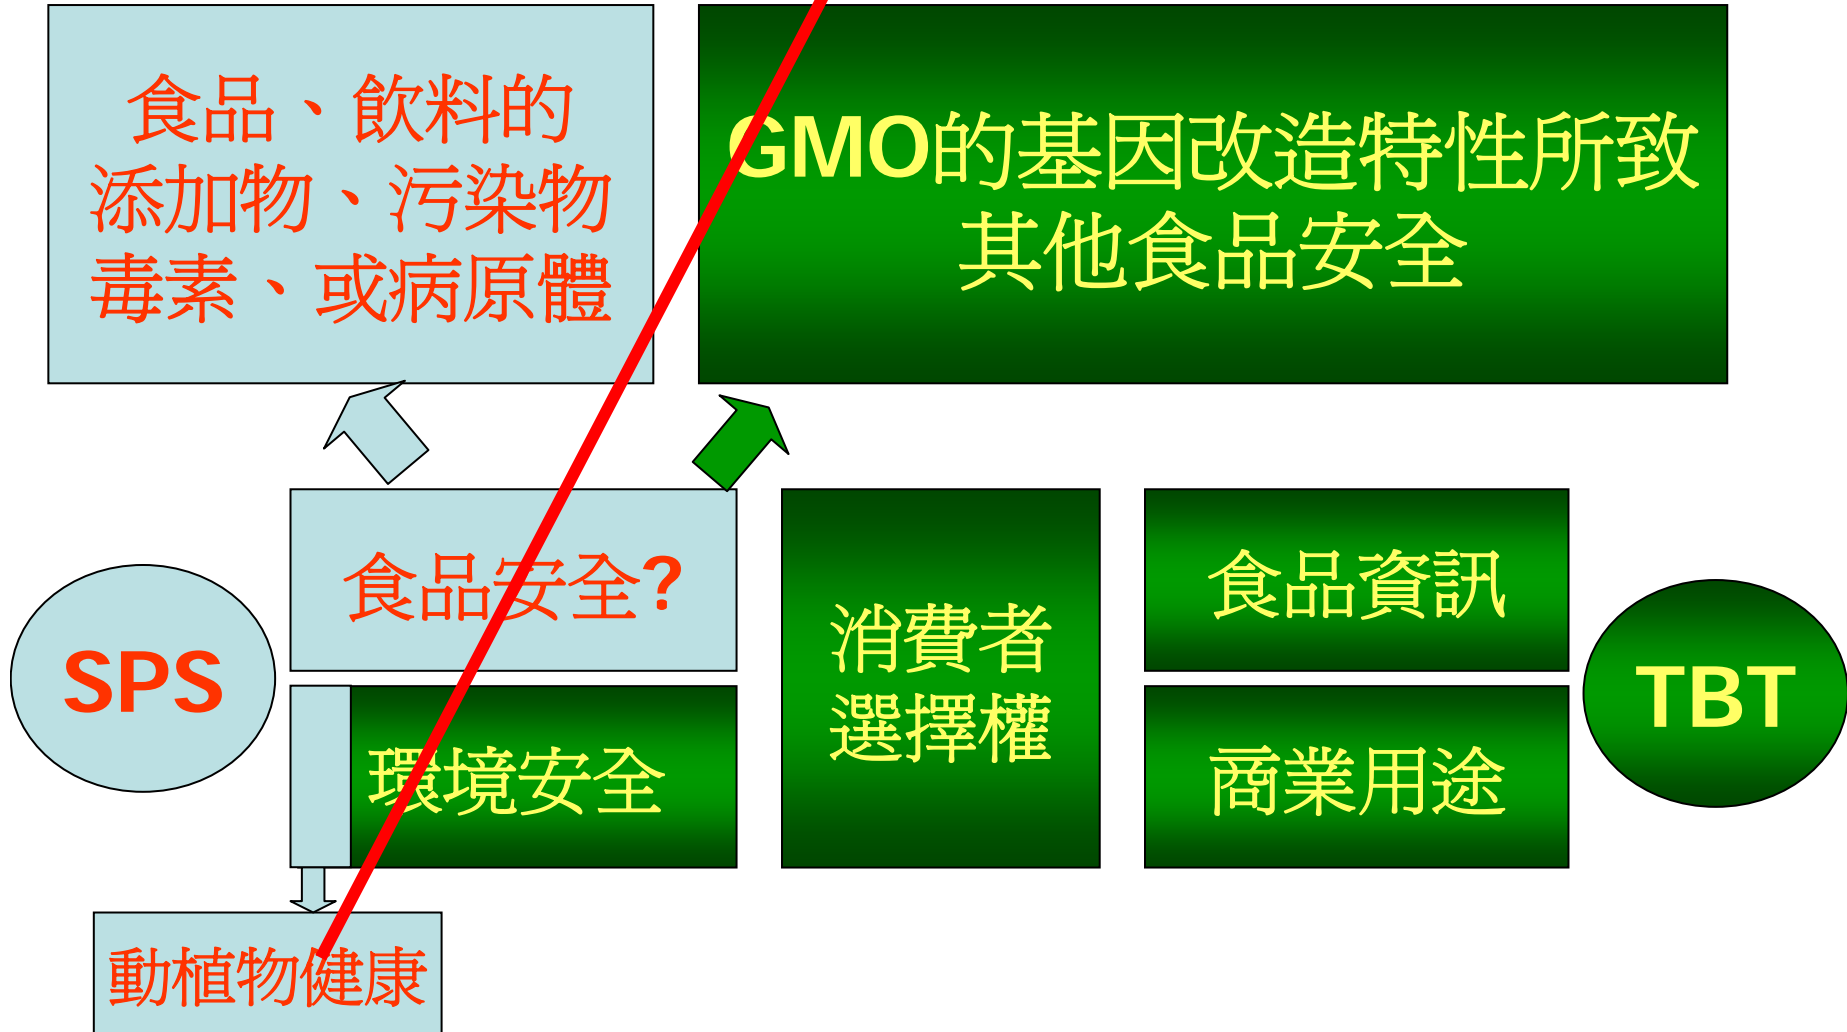 食品、飲料的
添加物、污染物
毒素、或病原體
GMO的基因改造特性所致
其他食品安全
食品安全?
SPS
環境安全
消費者
選擇權
食品資訊
商業用途
TBT
動植物健康